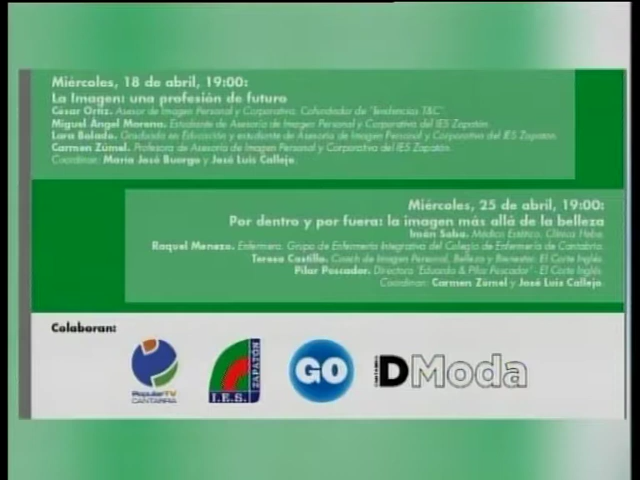 Miércoles, 18 de abril, 19:00:
La Imagen: una profesión de futuro
César Ortiz. Asesor de Imagen Personal y Corporativa. Cofundador de "Tendencias T&C".
Miguel Ángel Moreno. Estudiante de Asesoría de Imagen Personal y Corporativa del IES Zapatón.
Lara Bolado. Graduada en Educación y estudiante de Asesoría de Imagen Personal y Corporativa del IES Zapatón.
Carmen Zúmel. Profesora de Asesoría de Imagen Personal y Corporativa del IES Zapatón.
Coordinan: María José Buergo y José Luis Callejo.
Miércoles, 25 de abril, 19:00:
Por dentro y por fuera: la imagen más allá de la belleza
Médico Estético. Clínica
Raquel Menezo. Enfermera. Grupo de Enfermería Integrativa del Colegio de Enfermería de Cantabria.
Teresa Castillo. Coach de Imagen Personal, Belleza y Bienestar. El Corte Inglés.
Pilar Pescador. Directora "Eduardo & Pilar Pescador" - El Corte Inglés.
Coordinan: Carmen Zúmel y José Luis Callejo.
Colaboran:
PopularTV
CANTABRIA
I.E.S. ZAPATÓN
GO
DModa